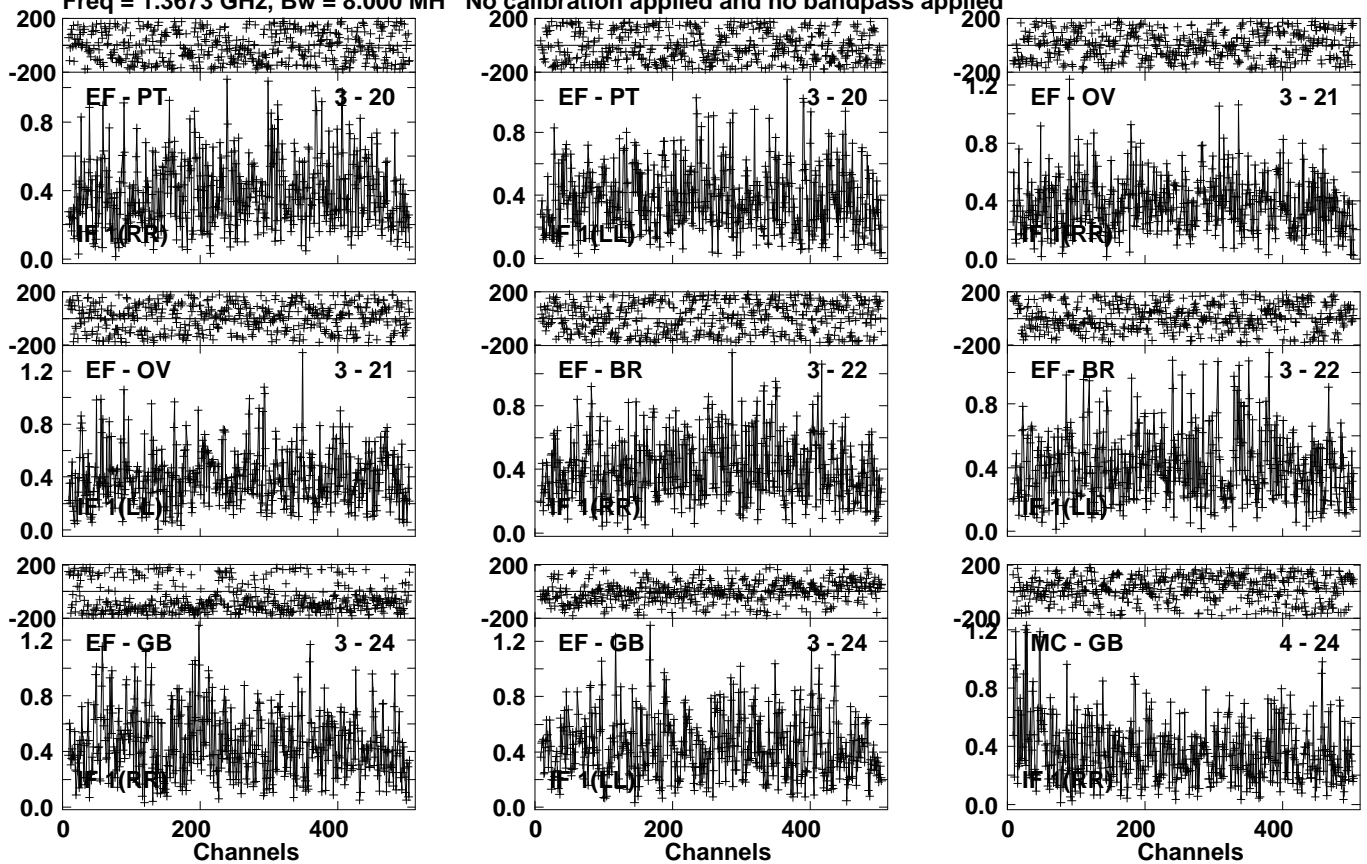 Freq = 1.3673 GHz, Bw = 8.000 MH No calibration applied and no bandpass applied
200 200 200
-200 -200 -200
EF - PT 3 - 20 EF - PT 3 - 20 1.2 EF - OV 3 - 21
0.8 0.8 0.8
0.4 0.4 0.4
IF 1(RR) IF 1(LL) IF 1(RR)
0.0 0.0 0.0
200 200 200
-200 -200 -200
EF - OV 3 - 21 EF - BR 3 - 22 EF - BR 3 - 22
1.2
0.8 0.8 0.8
0.4 0.4 0.4
IF 1(LL) IF 1(RR) IF 1(LL)
0.0 0.0 0.0
200 200 200
-200 -200 -200
EF - GB 3 - 24 EF - GB 3 - 24 MC - GB 4 - 24
1.2 1.2 1.2
0.8 0.8 0.8
0.4 0.4 0.4
IF 1(RR) IF 1(LL) IF 1(RR)
0.0 0.0 0.0
0 200 400 0 200 400 0 200 400
Channels Channels Channels